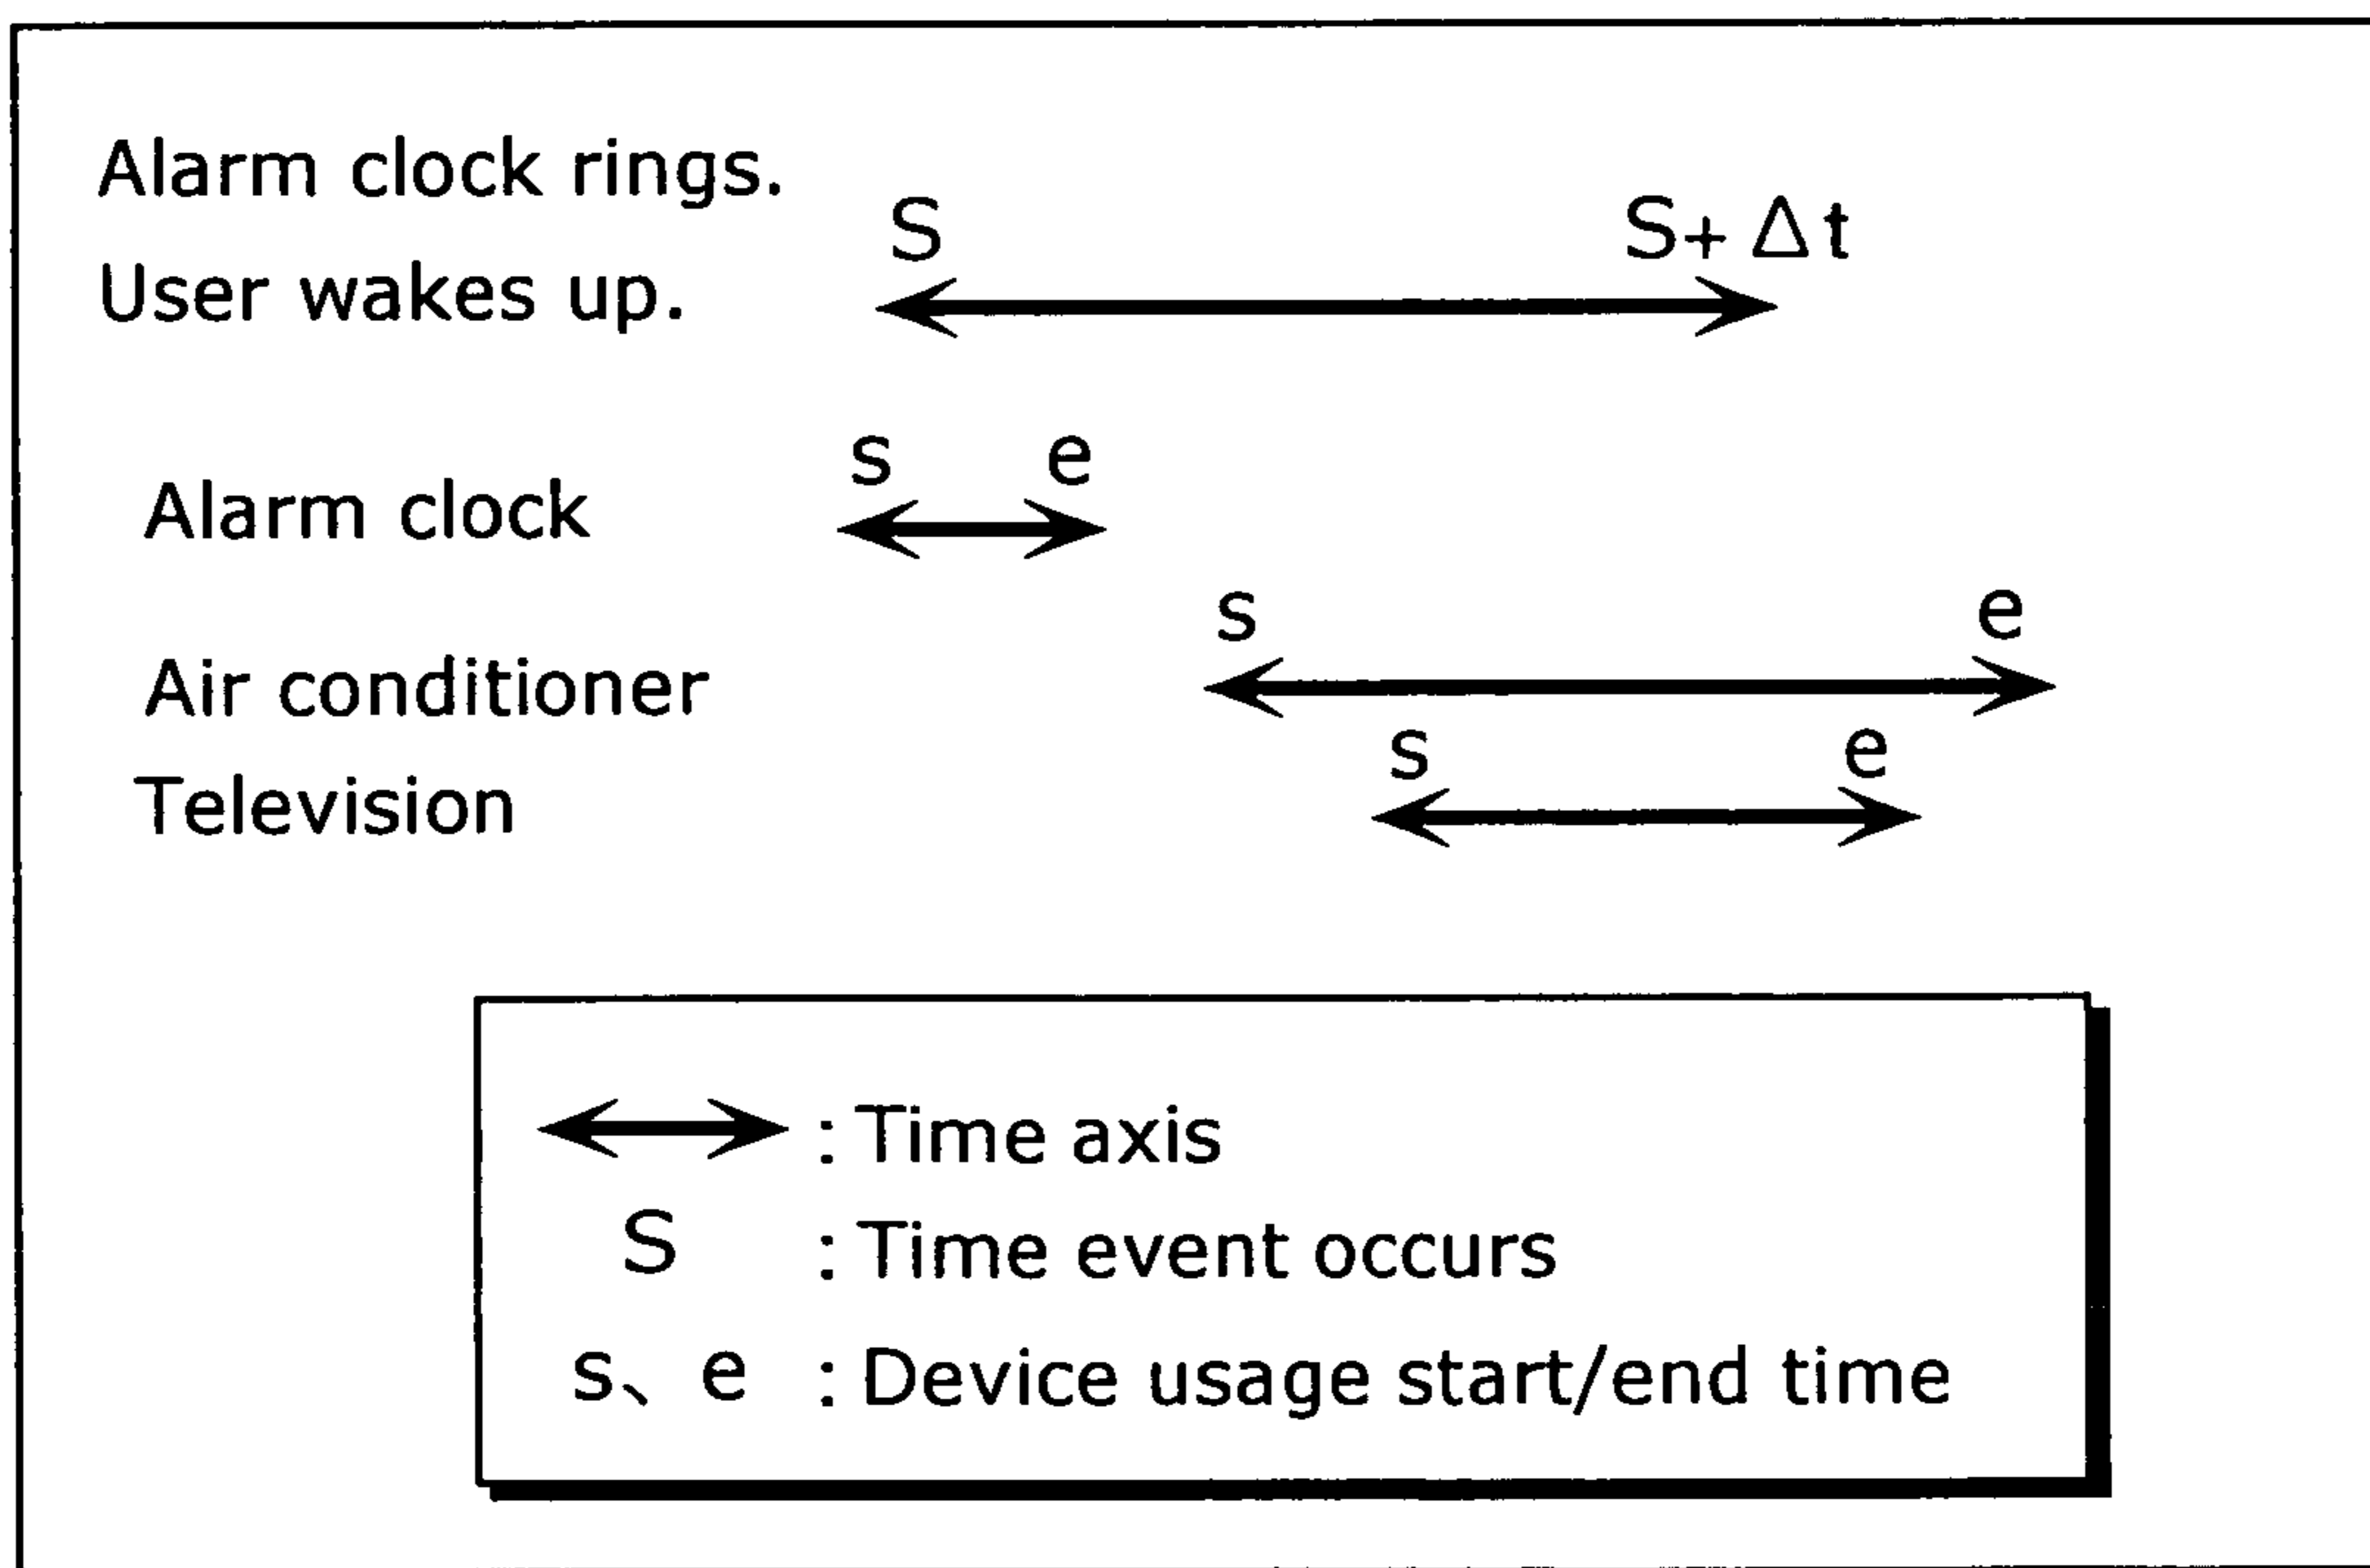 Alarm clock rings.
S S+ Δt
User wakes up.
s e
Alarm clock
s e
Air conditioner
s e
Television
: Time axis
S : Time event occurs
s、 e : Device usage start/end time